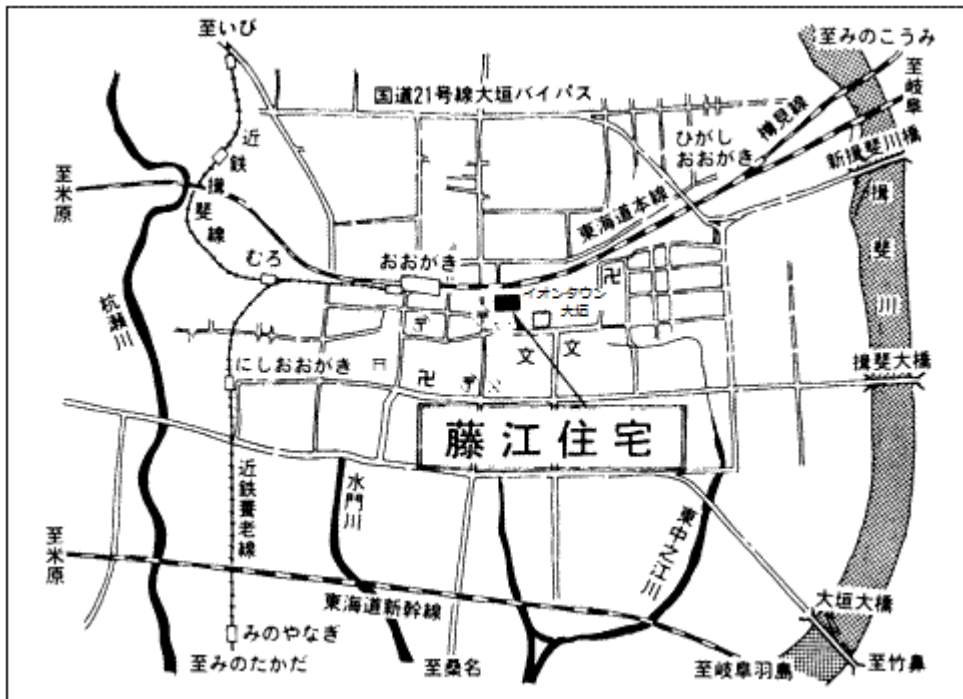 至いび
至みのこうみ
国道21号線大垣バイパス
至岐阜
樽見線
ひがし
おおがき
新揖斐川橋
近鉄
揖斐線
至米原
東海道本線
揖斐川
むろ
おおがき
イオンタウン
大垣
杭瀬川
卍
〒
文
文
にしおおがき
卍
〒
揖斐大橋
藤江住宅
近鉄養老線
水門川
東中之江川
至米原
東海道新幹線
大垣大橋
みのやなぎ
至みのたかだ
至桑名
至岐阜羽島
至竹鼻